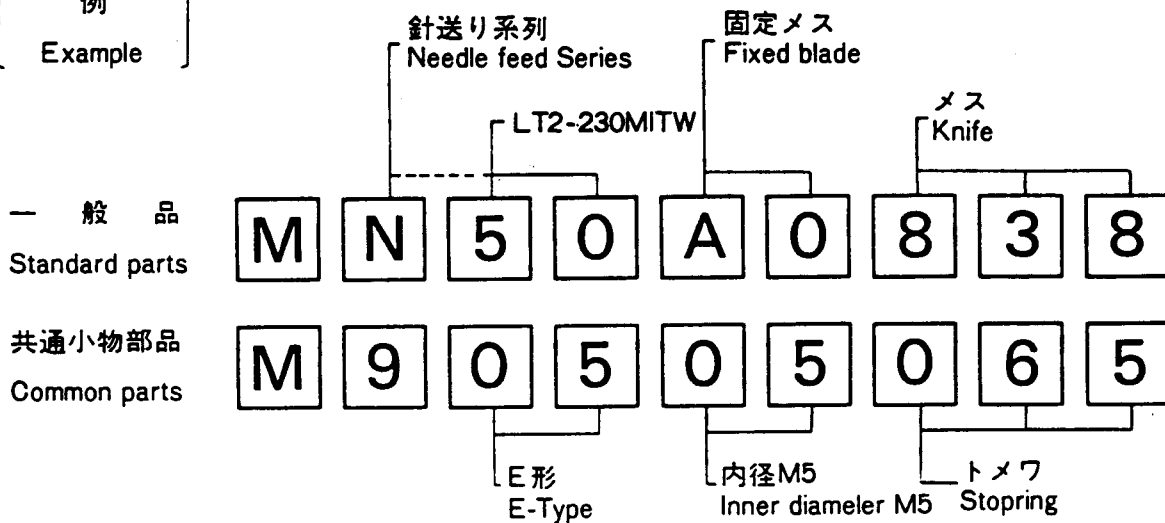 例
Example
針送り系列
Needle feed Series
固定メス
Fixed blade
LT2-230MITW
メス
Knife
一般品
Standard parts
M N 5 0 A 0 8 3 8
共通小物部品
Common parts
M 9 0 5 0 5 0 6 5
E形
E-Type
内径M5
Inner diameler M5
トメワ
Stopring